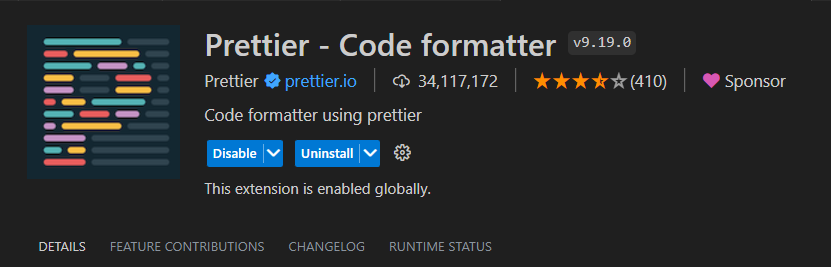 Prettier - Code formatter v9.19.0
Prettier prettier.io 34,117,172 (410) Sponsor
Code formatter using prettier
Disable Uninstall
This extension is enabled globally.
DETAILS FEATURE CONTRIBUTIONS CHANGELOG RUNTIME STATUS